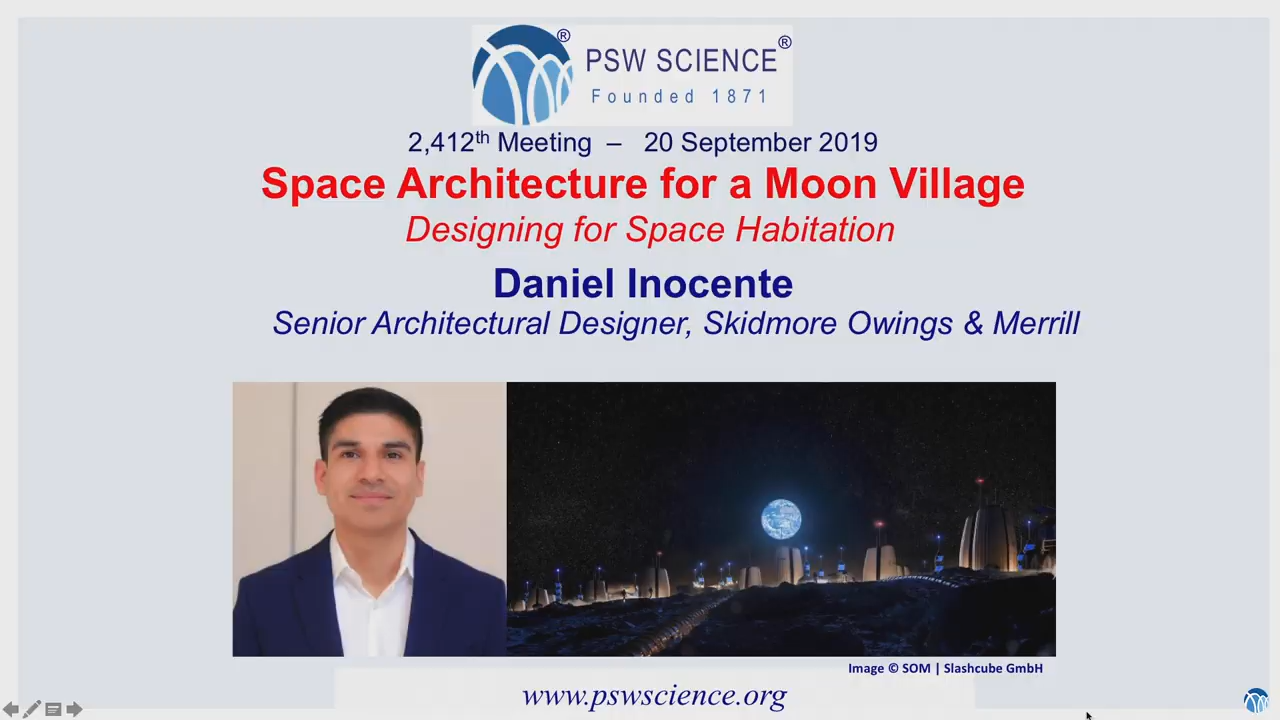 PSW SCIENCE®
Founded 1871
2,412th Meeting – 20 September 2019
Space Architecture for a Moon Village
Designing for Space Habitation
Daniel Inocente
Senior Architectural Designer, Skidmore Owings & Merrill
Image © SOM | Slashcube GmbH
www.pswscience.org